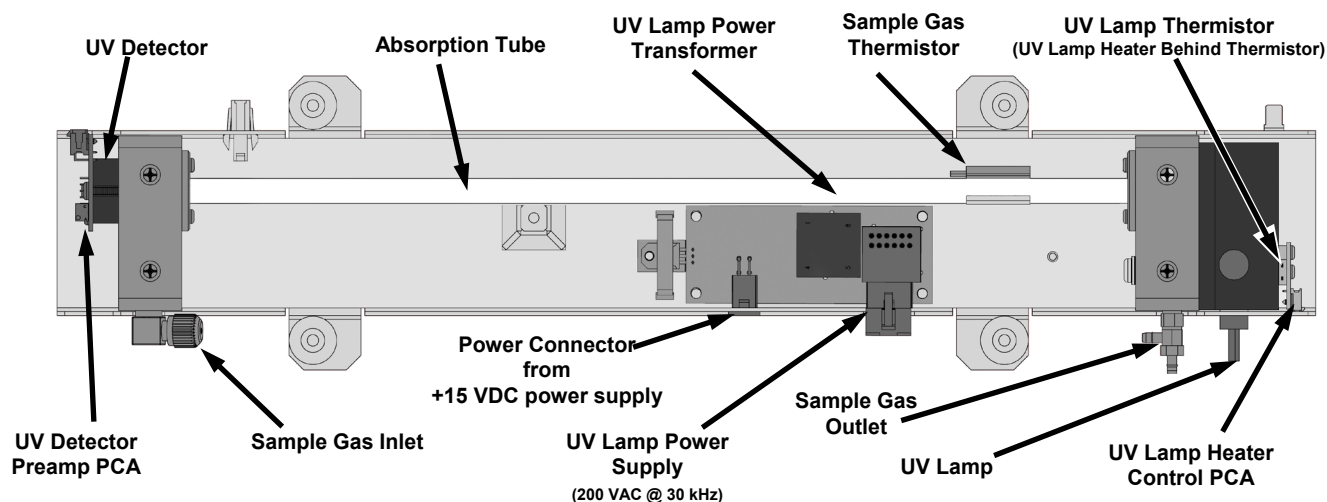 UV Detector
Absorption Tube
UV Lamp Power
Transformer
Sample Gas
Thermistor
UV Lamp Thermistor
(UV Lamp Heater Behind Thermistor)
UV Detector
Preamp PCA
Sample Gas Inlet
Power Connector
from
+15 VDC power supply
UV Lamp Power
Supply
(200 VAC @ 30 kHz)
Sample Gas
Outlet
UV Lamp
UV Lamp Heater
Control PCA